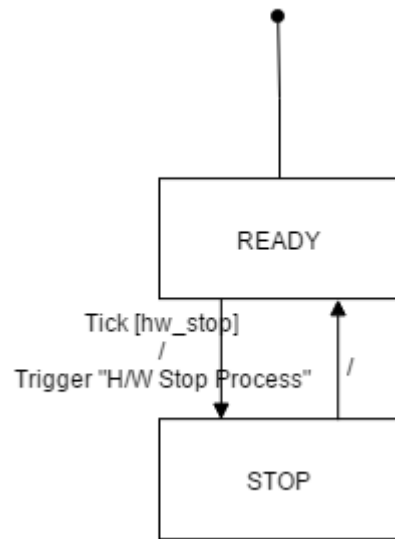 READY
Tick [hw_stop]
/
Trigger "H/W Stop Process"
/
STOP